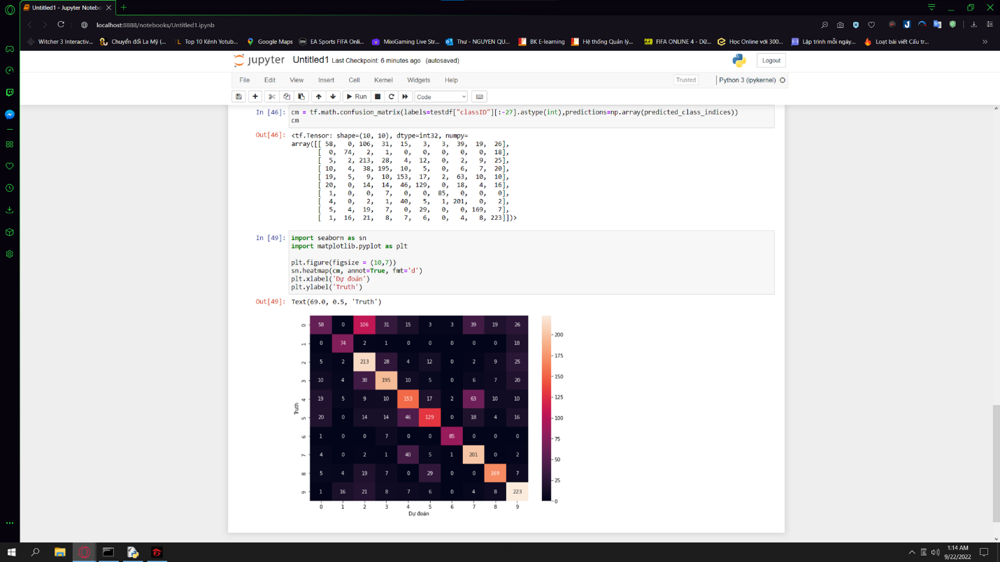 Untitled1 - Jupyter Notebo
localhost:8888/notebooks/Untitled1.ipynb
Witcher 3 Interactiv... Chuyển đổi La Mỹ (... Top 10 Kênh Yotub... Google Maps EA Sports FIFA Onli... MixiGaming Live Str... Thư - NGUYEN QU... BK E-learning Hệ thống Quản lý... FIFA ONLINE 4 - Dữ... Học Online với 300... Lập trình mỗi ngày... Loạt bài viết Cấu tr...
jupyter Untitled1 Last Checkpoint: 6 minutes ago (autosaved) Logout
File Edit View Insert Cell Kernel Widgets Help Trusted Python 3 (ipykernel)
Run Code
In [46]: cm = tf.math.confusion_matrix(labels=testdf["classID"][:-27].astype(int),predictions=np.array(predicted_class_indices))
cm
Out[46]: <tf.Tensor: shape=(10, 10), dtype=int32, numpy=
array([[ 58, 0, 106, 31, 15, 3, 3, 39, 19, 26],
[ 0, 74, 2, 1, 0, 0, 0, 0, 0, 18],
[ 5, 2, 213, 28, 4, 12, 0, 2, 9, 25],
[ 10, 4, 38, 195, 10, 5, 0, 6, 7, 20],
[ 19, 5, 9, 10, 153, 17, 2, 63, 10, 10],
[ 20, 0, 14, 14, 46, 129, 0, 18, 4, 16],
[ 1, 0, 0, 7, 0, 0, 85, 0, 0, 0],
[ 4, 0, 2, 1, 40, 5, 1, 201, 0, 2],
[ 5, 4, 19, 7, 0, 29, 0, 0, 169, 7],
[ 1, 16, 21, 8, 7, 6, 0, 4, 8, 223]])>
In [49]: import seaborn as sn
import matplotlib.pyplot as plt
plt.figure(figsize = (10,7))
sn.heatmap(cm, annot=True, fmt='d')
plt.xlabel('Dự đoán')
plt.ylabel('Truth')
Out[49]: Text(69.0, 0.5, 'Truth')
0 58 0 106 31 15 3 3 39 19 26
1 0 74 2 1 0 0 0 0 0 18
2 5 2 213 28 4 12 0 2 9 25
3 10 4 38 195 10 5 0 6 7 20
4 19 5 9 10 153 17 2 63 10 10
5 20 0 14 14 46 129 0 18 4 16
6 1 0 0 7 0 0 85 0 0 0
7 4 0 2 1 40 5 1 201 0 2
8 5 4 19 7 0 29 0 0 169 7
9 1 16 21 8 7 6 0 4 8 223
0 1 2 3 4 5 6 7 8 9
Dự đoán
Truth
200
175
150
125
100
75
50
25
0
1:14 AM
9/22/2022